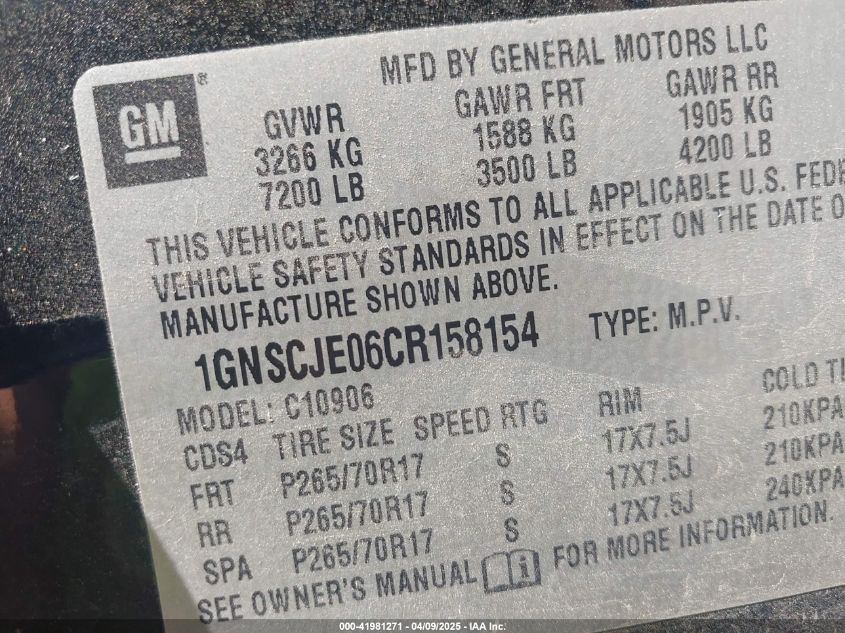 MFD BY GENERAL MOTORS LLC
GM ®
GVWR GAWR FRT GAWR RR
3266 KG 1588 KG 1905 KG
7200 LB 3500 LB 4200 LB
THIS VEHICLE CONFORMS TO ALL APPLICABLE U.S. FEDE
VEHICLE SAFETY STANDARDS IN EFFECT ON THE DATE O
MANUFACTURE SHOWN ABOVE.
1GNSCJE06CR158154 TYPE: M.P.V.
MODEL: C10906
CDS4 TIRE SIZE SPEED RTG RIM COLD TI
FRT P265/70R17 S 17X7.5J 210KPA
RR P265/70R17 S 17X7.5J 210KPA
SPA P265/70R17 S 17X7.5J 240KPA
SEE OWNER'S MANUAL i FOR MORE INFORMATION.
000-41981271 - 04/09/2025 - IAA Inc.